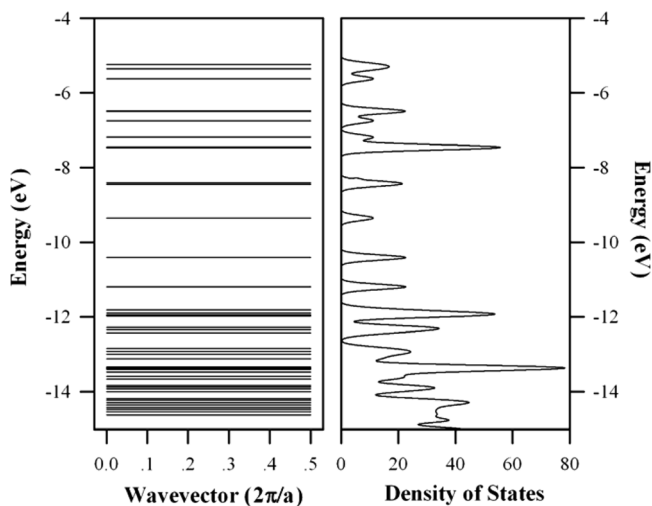 -4
-6
-8
-10
-12
-14
Energy (eV)
0.0 .1 .2 .3 .4 .5
Wavevector (2π/a)
0 20 40 60 80
Density of States
-4
-6
-8
-10
-12
-14
Energy (eV)